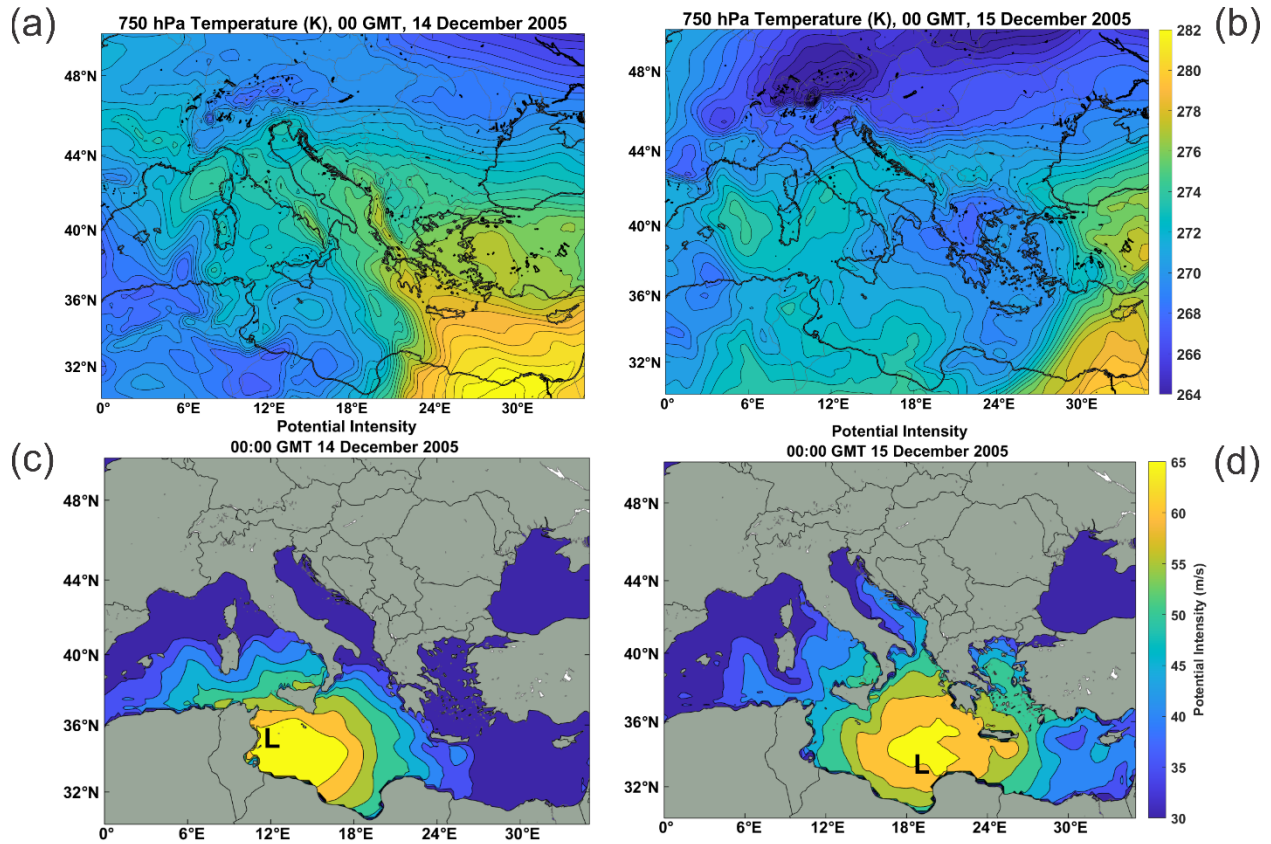 (a)
750 hPa Temperature (K), 00 GMT, 14 December 2005
48°N
44°N
40°N
36°N
32°N
0°
6°E
12°E
18°E
24°E
30°E
750 hPa Temperature (K), 00 GMT, 15 December 2005
(b)
48°N
44°N
40°N
36°N
32°N
0°
6°E
12°E
18°E
24°E
30°E
282
280
278
276
274
272
270
268
266
264
(c)
Potential Intensity
00:00 GMT 14 December 2005
48°N
44°N
40°N
36°N
32°N
L
0°
6°E
12°E
18°E
24°E
30°E
Potential Intensity
00:00 GMT 15 December 2005
(d)
48°N
44°N
40°N
36°N
32°N
L
0°
6°E
12°E
18°E
24°E
30°E
65
60
55
50
45
40
35
30
Potential Intensity (m/s)